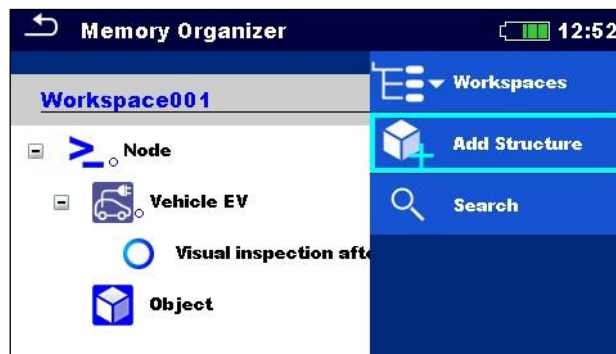 Memory Organizer
12:52
Workspace001
Workspaces
Node
Add Structure
Vehicle EV
Search
Visual inspection afte
Object